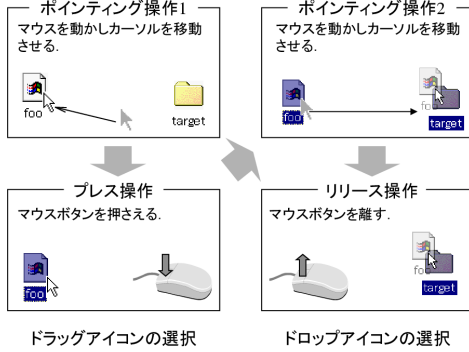 ポインティング操作1
マウスを動かしカーソルを移動
させる.
foo
target
ポインティング操作2
マウスを動かしカーソルを移動
させる.
foo
foo
target
プレス操作
マウスボタンを押さえる.
foo
リリース操作
マウスボタンを離す.
foo
target
ドラッグアイコンの選択
ドロップアイコンの選択